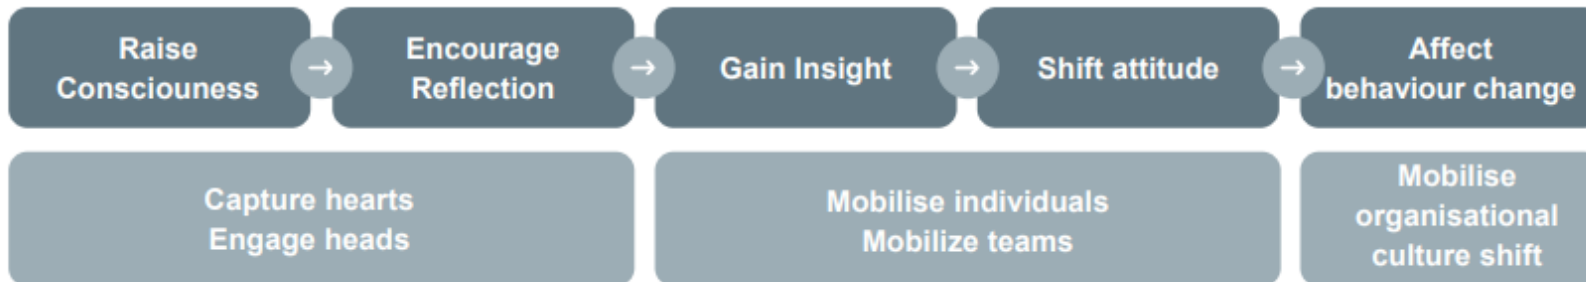 Raise
Consciouness
→
Encourage
Reflection
→
Gain Insight
→
Shift attitude
→
Affect
behaviour change
Capture hearts
Engage heads
Mobilise individuals
Mobilize teams
Mobilise
organisational
culture shift